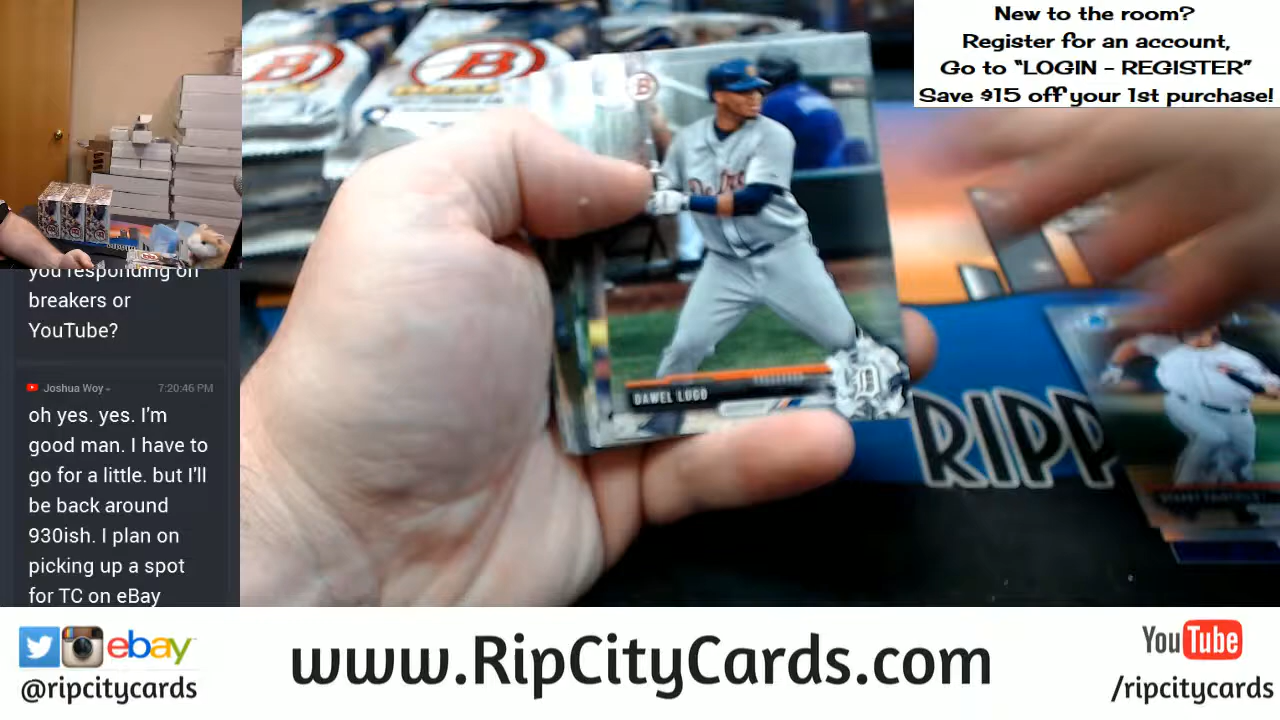 New to the room?
Register for an account,
Go to "LOGIN - REGISTER"
Save $15 off your 1st purchase!
you responding on
breakers or
YouTube?
Joshua Woy
7:20:46 PM
oh yes. yes. I'm
good man. I have to
go for a little. but I'll
be back around
930ish. I plan on
picking up a spot
for TC on eBay
B
B
B
DAWEL LUGO
D
RIPP
ebay
@ripcitycards
www.RipCityCards.com
YouTube
/ripcitycards